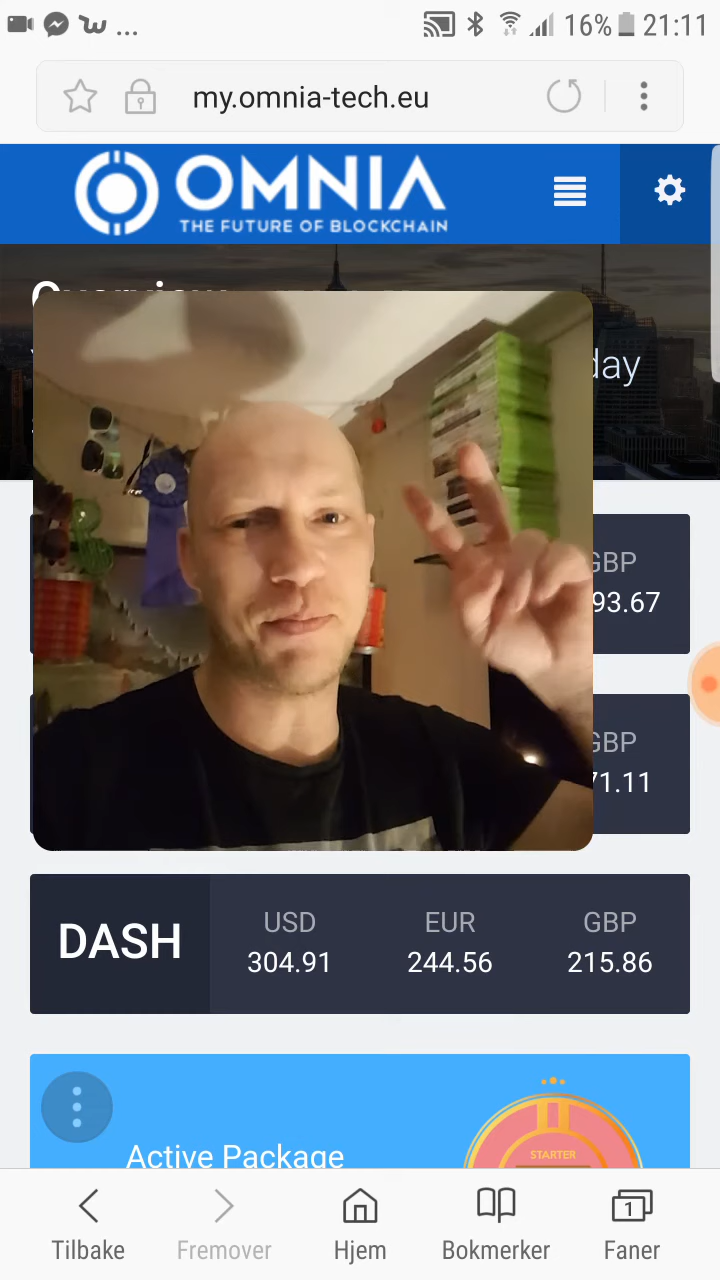 ... 16% 21:11
my.omnia-tech.eu
OMNIA
THE FUTURE OF BLOCKCHAIN
GBP
93.67
GBP
71.11
DASH
USD EUR GBP
304.91 244.56 215.86
Active Package
STARTER
1
Tilbake Fremover Hjem Bokmerker Faner